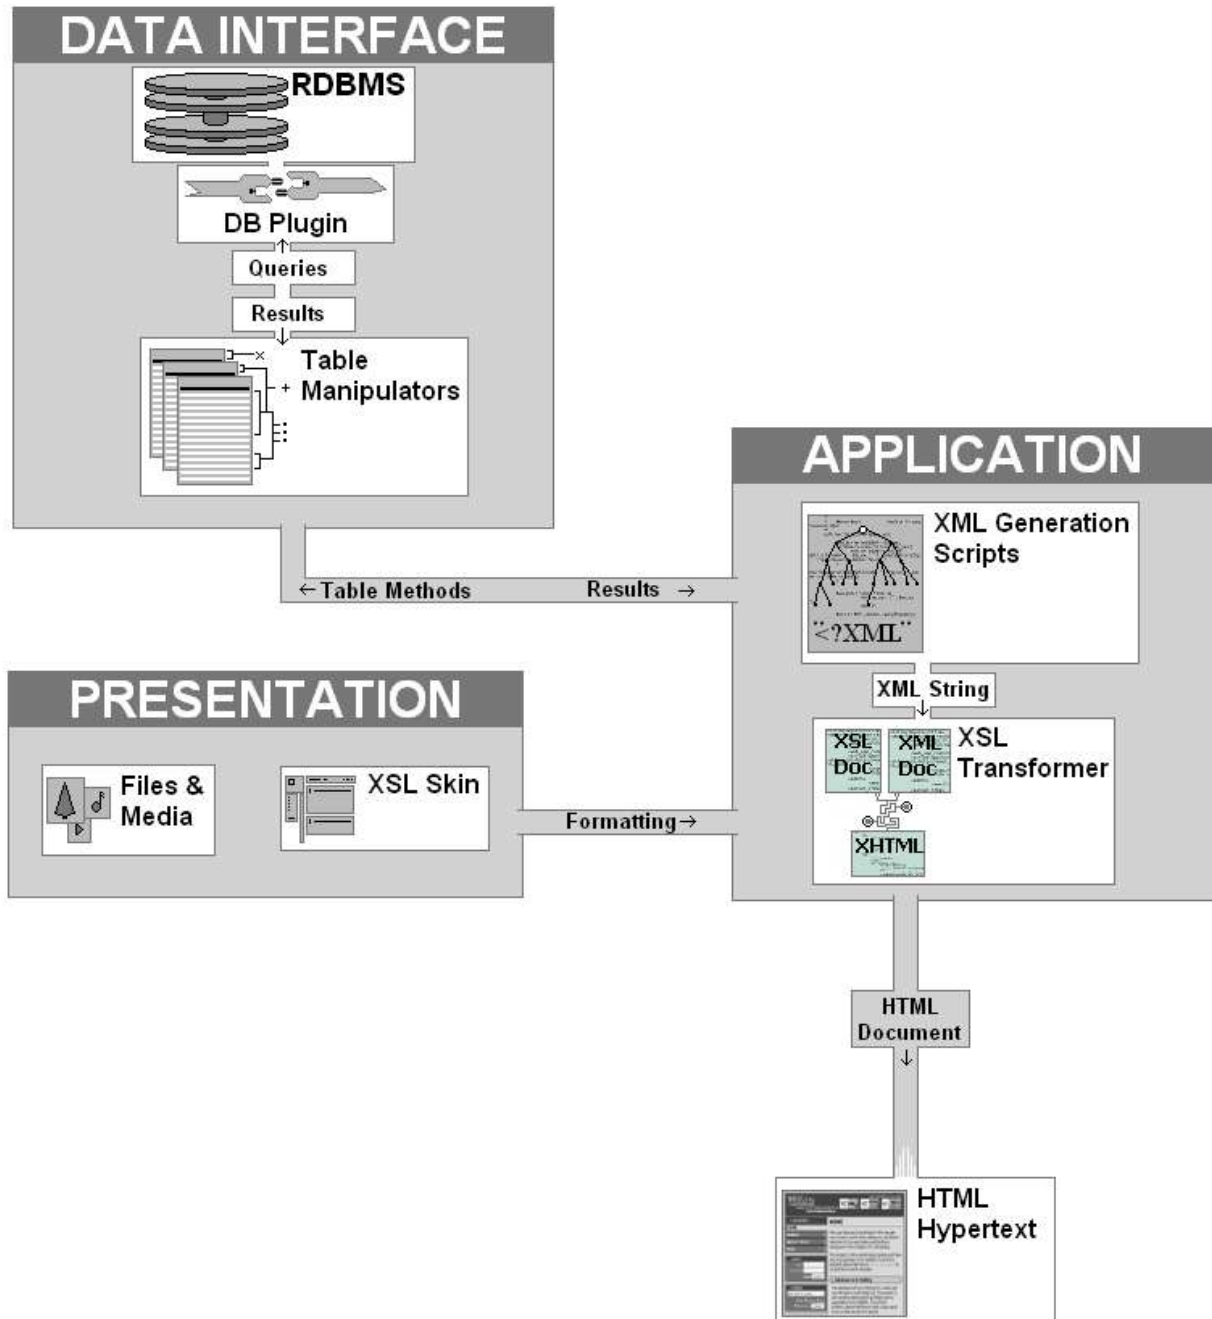 DATA INTERFACE
RDBMS
DB Plugin
Queries
Results
Table
Manipulators
APPLICATION
XML Generation
Scripts
"<?XML"
←Table Methods
Results →
XML String
PRESENTATION
Files &
Media
XSL Skin
Formatting→
XSL
Doc
XML
Doc
XSL
Transformer
XHTML
HTML
Document
HTML
Hypertext